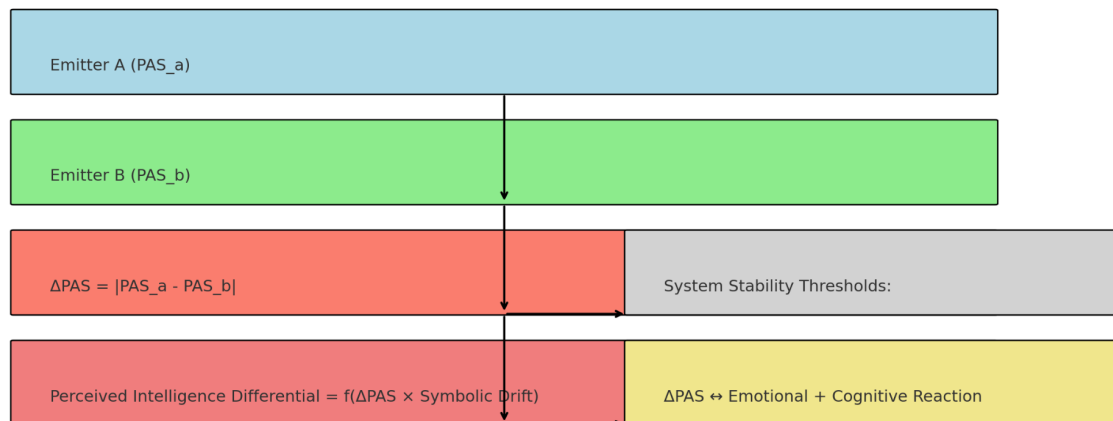 Emitter A (PAS_a)
Emitter B (PAS_b)
ΔPAS = |PAS_a - PAS_b|
System Stability Thresholds:
Perceived Intelligence Differential = f(ΔPAS × Symbolic Drift)
ΔPAS ↔ Emotional + Cognitive Reaction